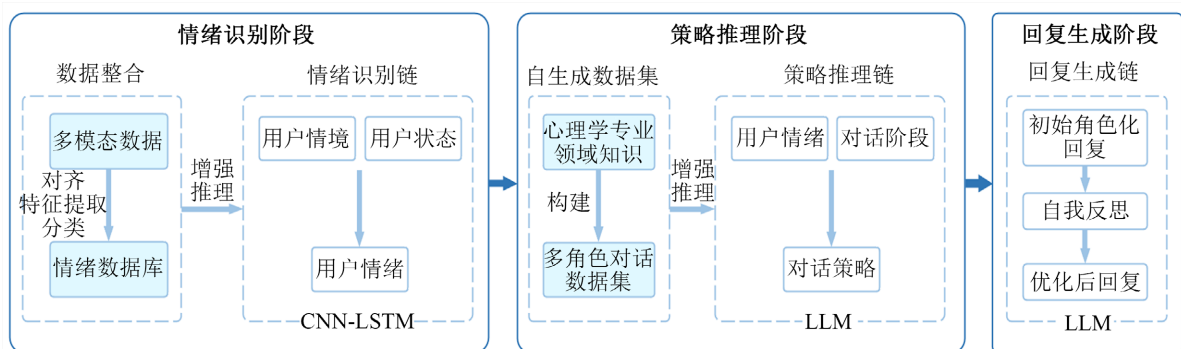 情绪识别阶段
数据整合
多模态数据
对齐
特征提取
分类
情绪数据库
增强
推理
情绪识别链
用户情境
用户状态
用户情绪
CNN-LSTM
策略推理阶段
自生成数据集
心理学专业
领域知识
构建
多角色对话
数据集
增强
推理
策略推理链
用户情绪
对话阶段
对话策略
LLM
回复生成阶段
回复生成链
初始角色化
回复
自我反思
优化后回复
LLM